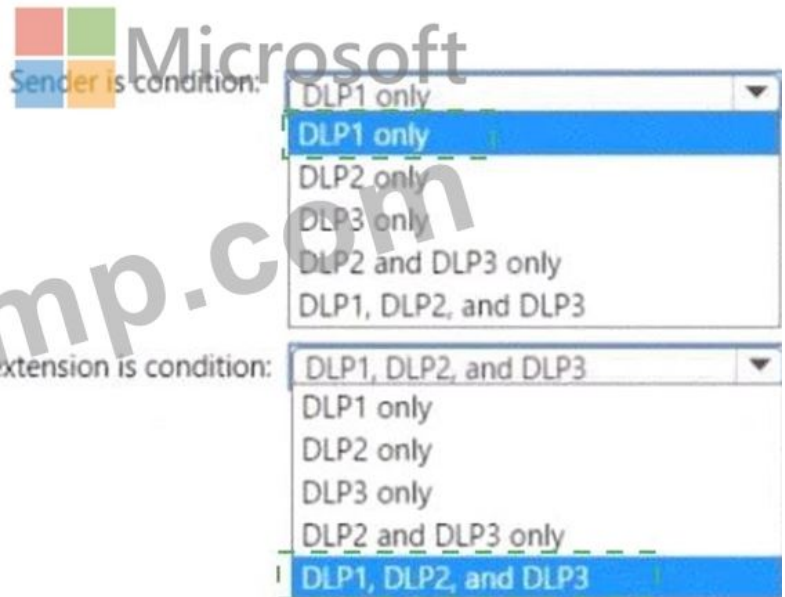 Microsoft
Sender is condition: DLP1 only
DLP1 only
DLP2 only
DLP3 only
DLP2 and DLP3 only
DLP1, DLP2, and DLP3
mp.com
extension is condition: DLP1, DLP2, and DLP3
DLP1 only
DLP2 only
DLP3 only
DLP2 and DLP3 only
DLP1, DLP2, and DLP3